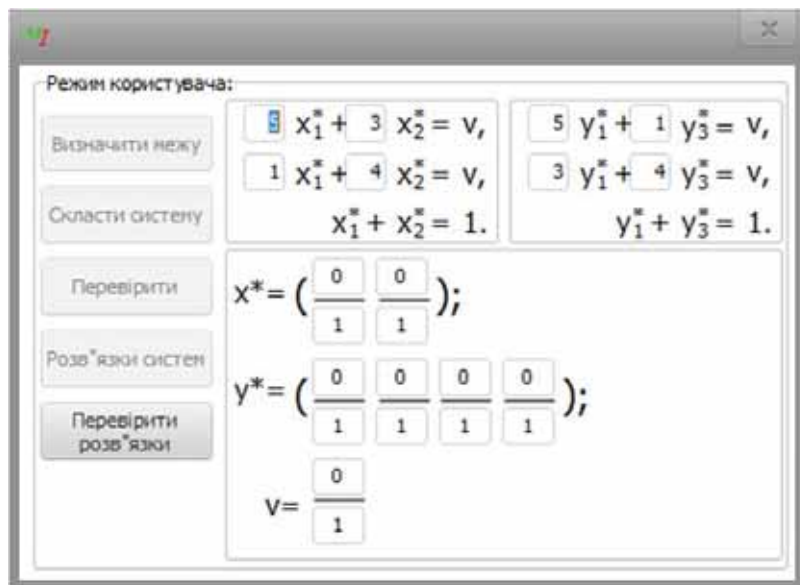 Режим користувача:
Визначити межу
Скласти систему
Перевірити
Розв"язки систем
Перевірити
розв"язки
5 x₁* + 3 x₂* = v,
1 x₁* + 4 x₂* = v,
x₁* + x₂* = 1.
5 y₁* + 1 y₃* = v,
3 y₁* + 4 y₃* = v,
y₁* + y₃* = 1.
x* = ( 0/1 0/1 );
y* = ( 0/1 0/1 0/1 0/1 );
v = 0/1